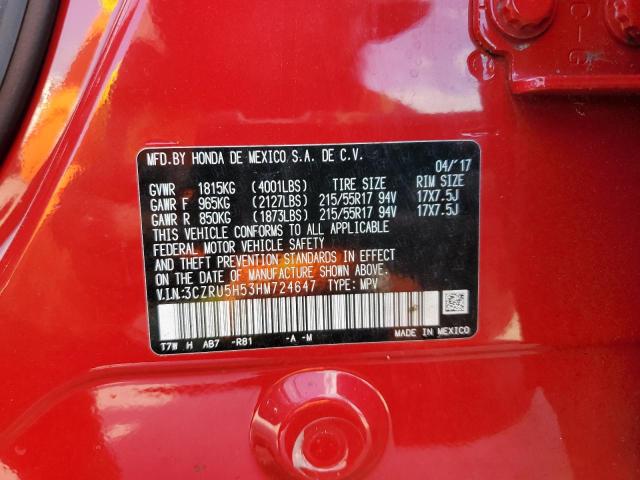 MFD.BY HONDA DE MEXICO S.A. DE C.V. 04/'17
GVWR 1815KG (4001LBS) TIRE SIZE RIM SIZE
GAWR F 965KG (2127LBS) 215/55R17 94V 17X7.5J
GAWR R 850KG (1873LBS) 215/55R17 94V 17X7.5J
THIS VEHICLE CONFORMS TO ALL APPLICABLE
FEDERAL MOTOR VEHICLE SAFETY
AND THEFT PREVENTION STANDARDS IN EFFECT
ON THE DATE OF MANUFACTURE SHOWN ABOVE.
V.I.N.:3CZRU5H53HM724647 TYPE: MPV
T7W H AB7 -R81 -A -M MADE IN MEXICO